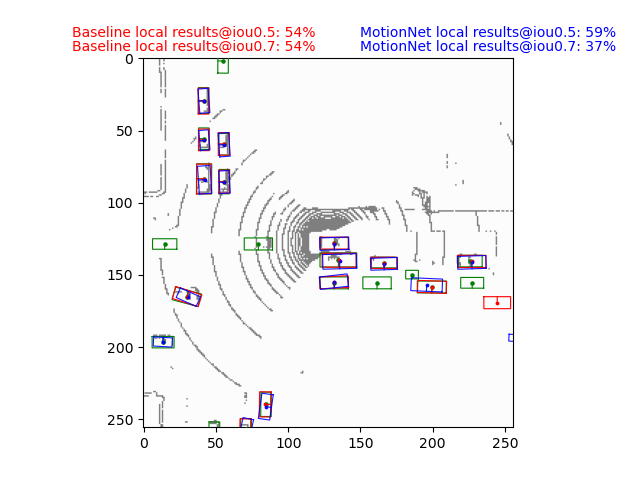 Baseline local results@iou0.5: 54%
Baseline local results@iou0.7: 54%
MotionNet local results@iou0.5: 59%
MotionNet local results@iou0.7: 37%
0
50
100
150
200
250
0 50 100 150 200 250